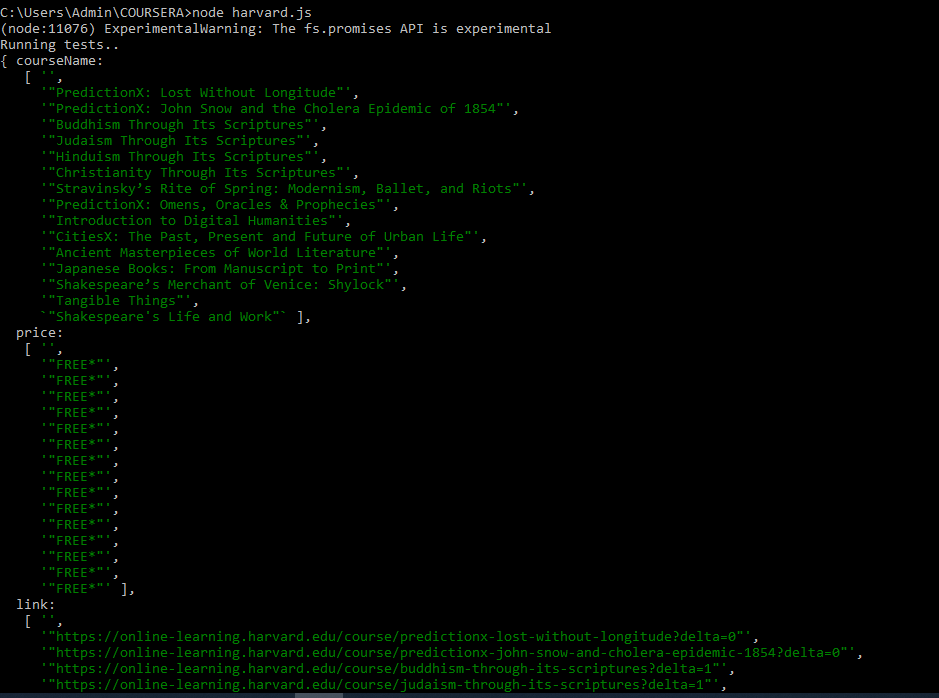 C:\Users\Admin\COURSERA>node harvard.js
(node:11076) ExperimentalWarning: The fs.promises API is experimental
Running tests..
{ courseName:
   [ '',
     '"PredictionX: Lost Without Longitude"',
     '"PredictionX: John Snow and the Cholera Epidemic of 1854"',
     '"Buddhism Through Its Scriptures"',
     '"Judaism Through Its Scriptures"',
     '"Hinduism Through Its Scriptures"',
     '"Christianity Through Its Scriptures"',
     '"Stravinsky’s Rite of Spring: Modernism, Ballet, and Riots"',
     '"PredictionX: Omens, Oracles & Prophecies"',
     '"Introduction to Digital Humanities"',
     '"CitiesX: The Past, Present and Future of Urban Life"',
     '"Ancient Masterpieces of World Literature"',
     '"Japanese Books: From Manuscript to Print"',
     '"Shakespeare’s Merchant of Venice: Shylock"',
     '"Tangible Things"',
     `"Shakespeare's Life and Work"` ],
  price:
   [ '',
     '"FREE*"',
     '"FREE*"',
     '"FREE*"',
     '"FREE*"',
     '"FREE*"',
     '"FREE*"',
     '"FREE*"',
     '"FREE*"',
     '"FREE*"',
     '"FREE*"',
     '"FREE*"',
     '"FREE*"',
     '"FREE*"',
     '"FREE*"',
     '"FREE*"' ],
  link:
   [ '',
     '"https://online-learning.harvard.edu/course/predictionx-lost-without-longitude?delta=0"',
     '"https://online-learning.harvard.edu/course/predictionx-john-snow-and-cholera-epidemic-1854?delta=0"',
     '"https://online-learning.harvard.edu/course/buddhism-through-its-scriptures?delta=1"',
     '"https://online-learning.harvard.edu/course/judaism-through-its-scriptures?delta=1"',